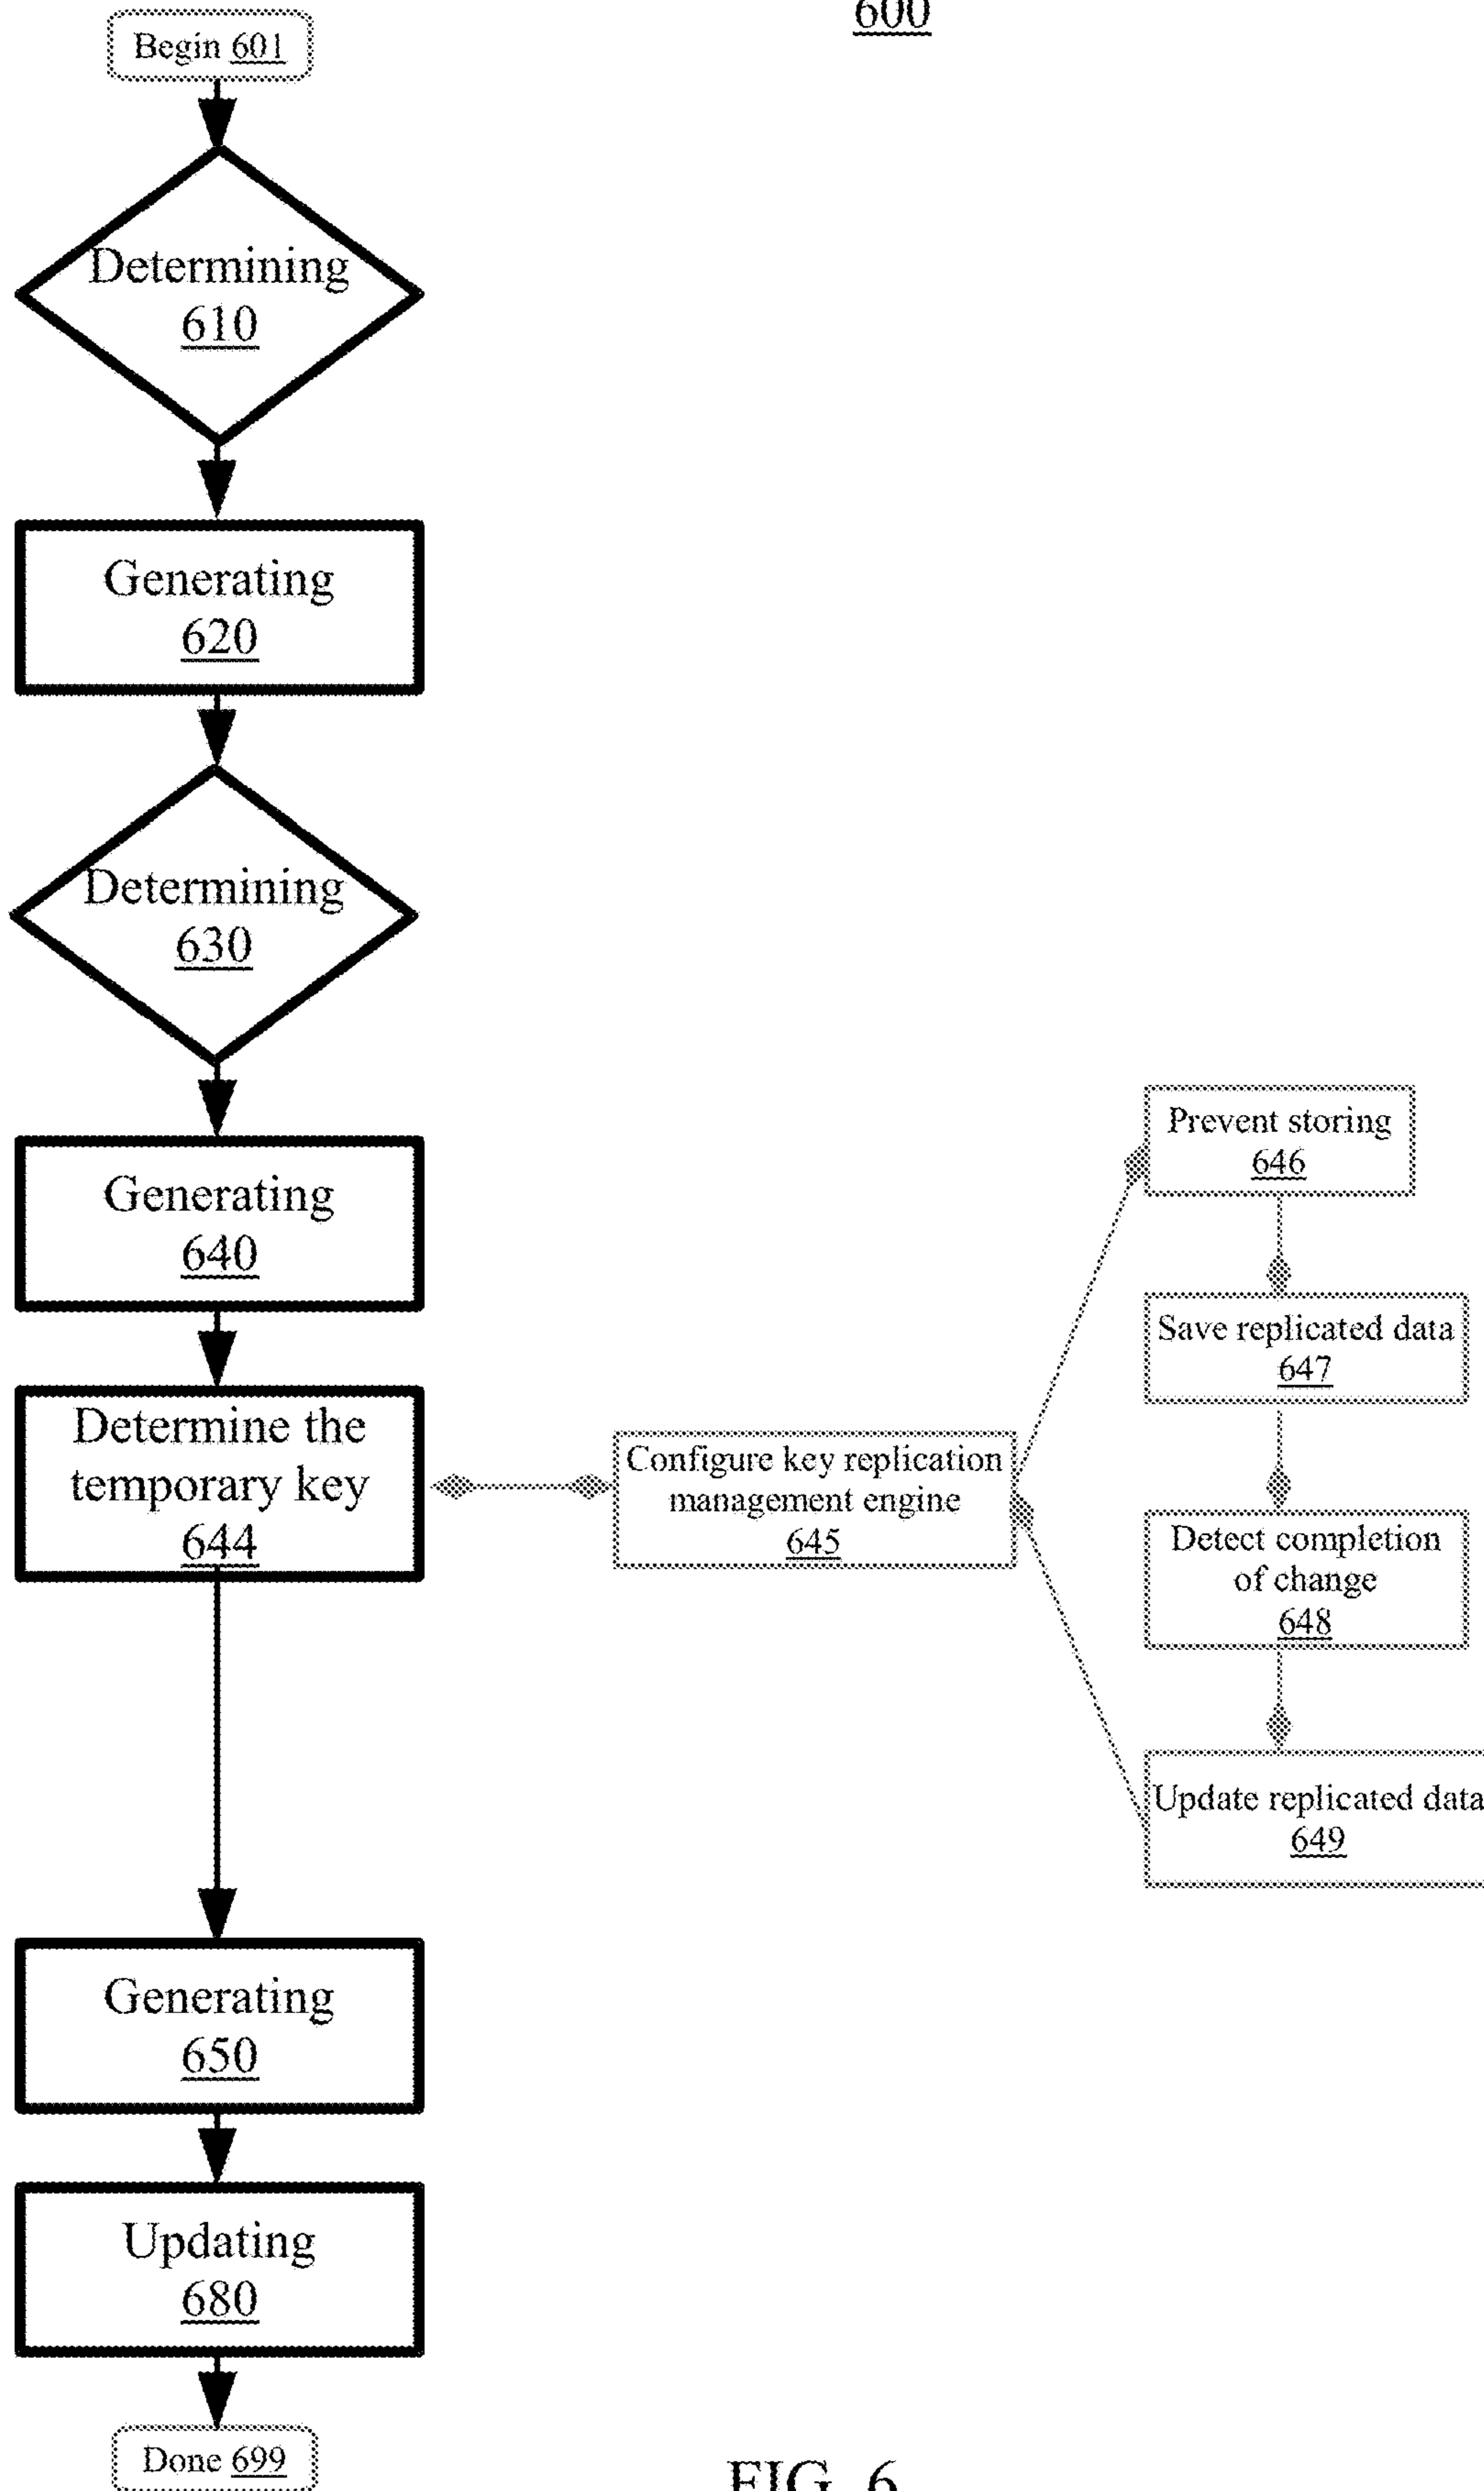 600
Begin 601
Determining
610
Generating
620
Determining
630
Generating
640
Determine the
temporary key
644
Configure key replication
management engine
645
Prevent storing
646
Save replicated data
647
Detect completion
of change
648
Update replicated data
649
Generating
650
Updating
680
Done 699
FIG. 6